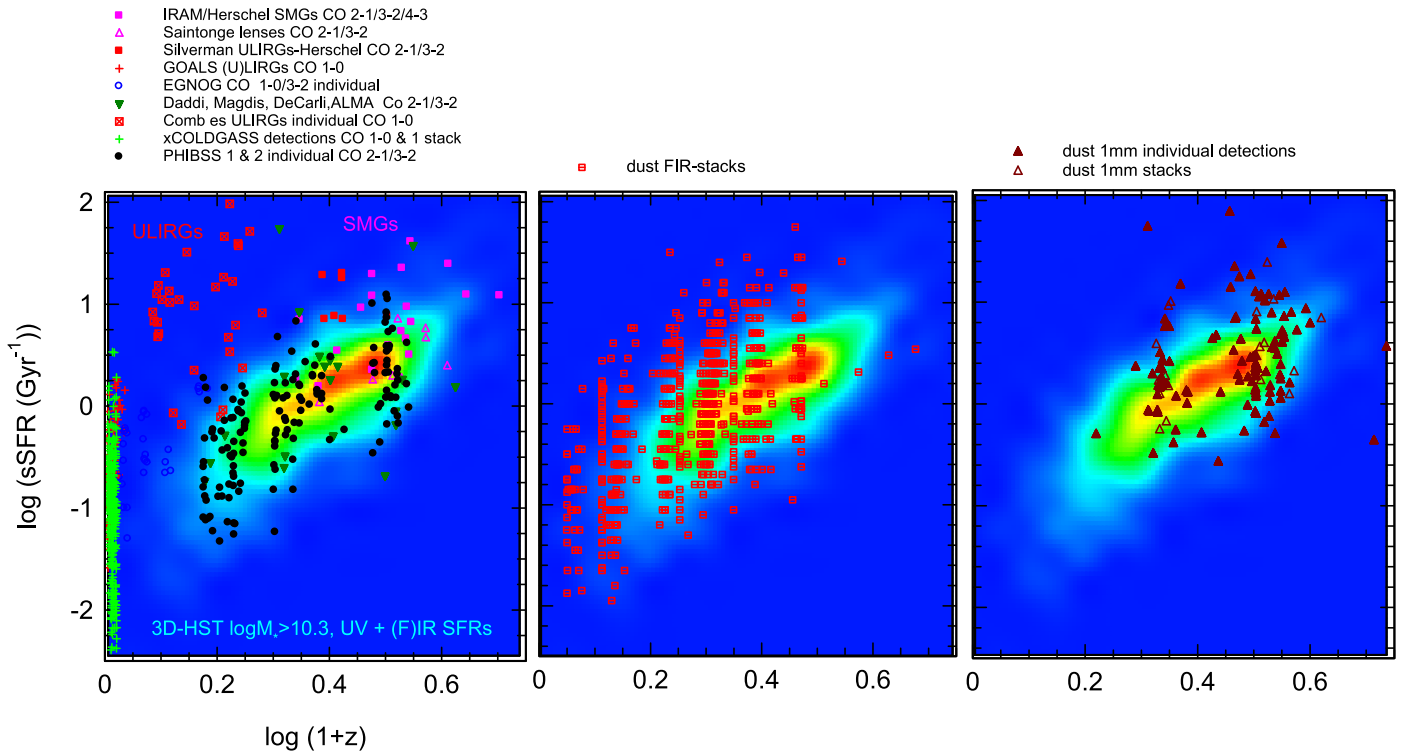 IRAM/Herschel SMGs CO 2-1/3-2/4-3
Saintonge lenses CO 2-1/3-2
Silverman ULIRGs-Herschel CO 2-1/3-2
GOALS (U)LIRGs CO 1-0
EGNOG CO 1-0/3-2 individual
Daddi, Magdis, DeCarli,ALMA Co 2-1/3-2
Comb es ULIRGs individual CO 1-0
xCOLDGASS detections CO 1-0 & 1 stack
PHIBSS 1 & 2 individual CO 2-1/3-2
dust FIR-stacks
dust 1mm individual detections
dust 1mm stacks
log (sSFR (Gyr⁻¹))
2
1
0
-1
-2
ULIRGs
SMGs
3D-HST logM*>10.3, UV + (F)IR SFRs
0 0.2 0.4 0.6
0 0.2 0.4 0.6
0 0.2 0.4 0.6
log (1+z)